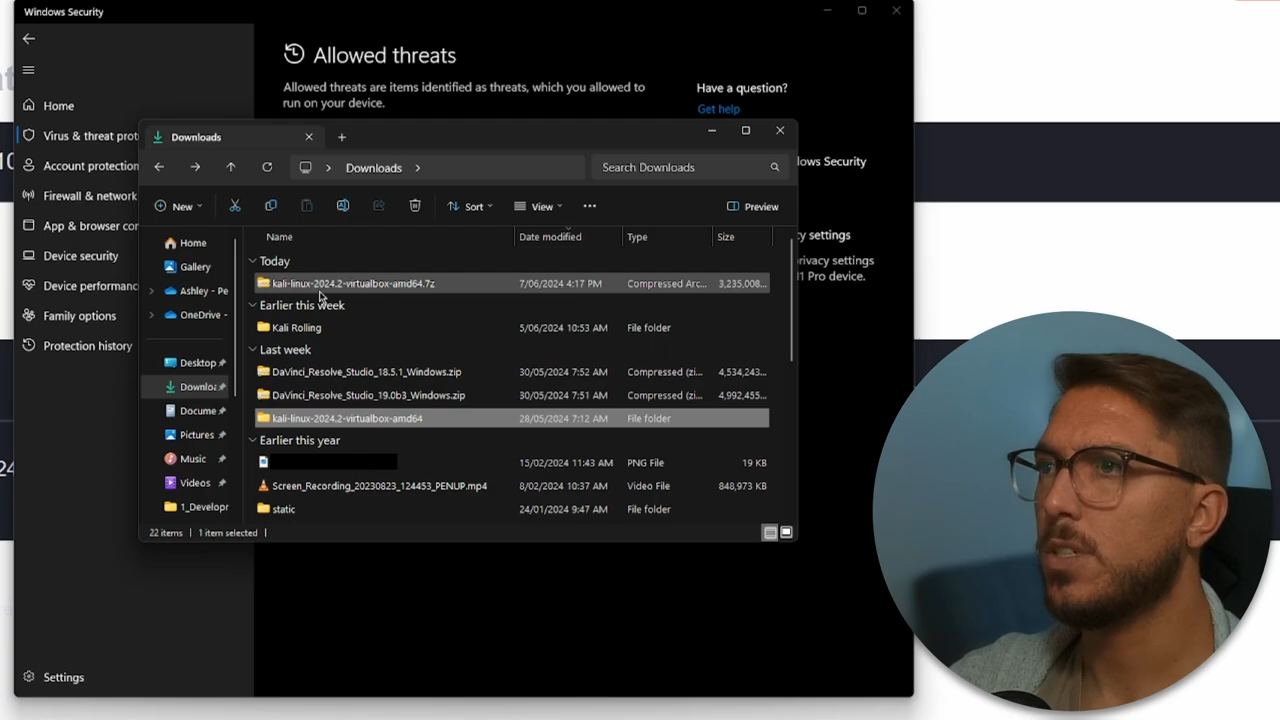 Windows Security
Allowed threats
Allowed threats are items identified as threats, which you allowed to
run on your device.
Have a question?
Get help
Home
Virus & threat prot
Account protection
Firewall & network
App & browser cor
Device security
Device performanc
Family options
Protection history
Settings
lows Security
y settings
rivacy settings
1 Pro device.
Downloads
Downloads
Search Downloads
New
Sort
View
Preview
Home
Gallery
Ashley - Pe
OneDrive -
Desktop
Downloa
Docume
Pictures
Music
Videos
1_Developr
Name Date modified Type Size
Today
kali-linux-2024.2-virtualbox-amd64.7z 7/06/2024 4:17 PM Compressed Arc... 3,235,008...
Earlier this week
Kali Rolling 5/06/2024 10:53 AM File folder
Last week
DaVinci_Resolve_Studio_18.5.1_Windows.zip 30/05/2024 7:52 AM Compressed (zi... 4,534,243...
DaVinci_Resolve_Studio_19.0b3_Windows.zip 30/05/2024 7:51 AM Compressed (zi... 4,992,455...
kali-linux-2024.2-virtualbox-amd64 28/05/2024 7:12 AM File folder
Earlier this year
15/02/2024 11:43 AM PNG File 19 KB
Screen_Recording_20230823_124453_PENUP.mp4 8/02/2024 10:37 AM Video File 848,973 KB
static 24/01/2024 9:47 AM File folder
22 items 1 item selected